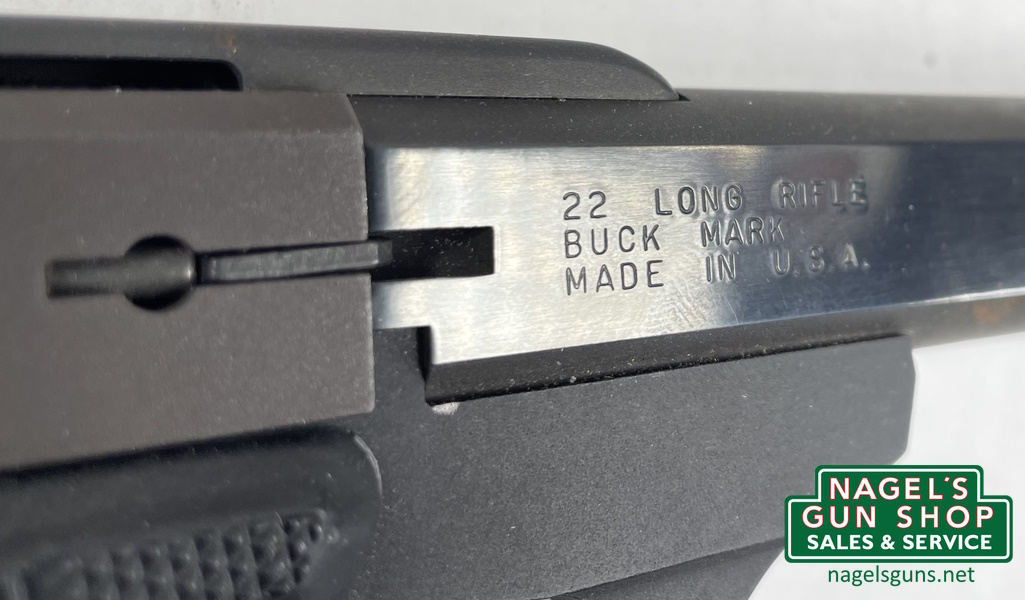 22 LONG RIFLE
BUCK MARK
MADE IN U.S.A.
NAGEL'S
GUN SHOP
SALES & SERVICE
nagelsguns.net